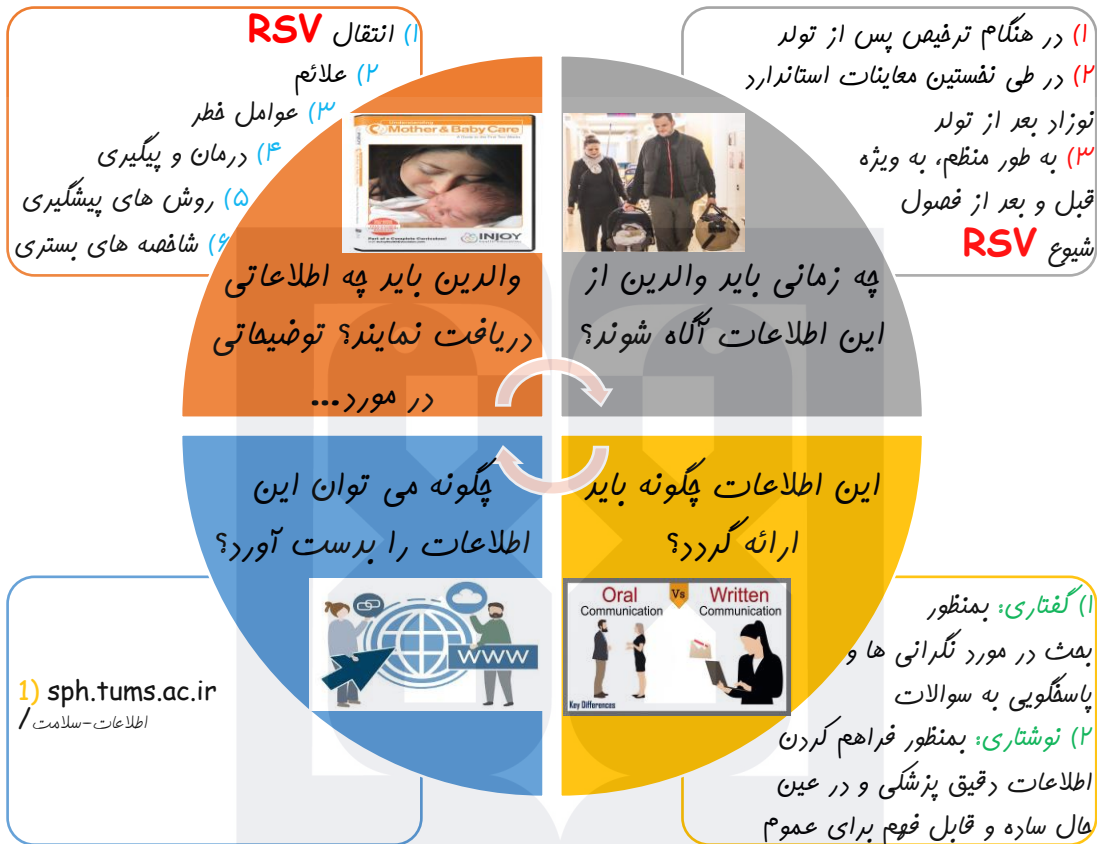 ۱) انتقال RSV
۲) علائم
۳) عوامل خطر
۴) درمان و پیگیری
۵) روش های پیشگیری
۶) شاخصه های بستری
والدین باید چه اطلاعاتی
دریافت نمایند؟ توضیحاتی
در مورد...
Understanding
Mother & Baby Care
INJOY
۱) در هنگام ترخیص پس از تولد
۲) در طی نخستین معاینات استاندارد
نوزاد بعد از تولد
۳) به طور منظم، به ویژه
قبل و بعد از فصول
شیوع RSV
چه زمانی باید والدین از
این اطلاعات آگاه شوند؟
این اطلاعات چگونه باید
ارائه گردد؟
Oral Vs Written
Communication Communication
Key Differences
۱) گفتاری: بمنظور
بحث در مورد نگرانی ها و
پاسخگویی به سوالات
۲) نوشتاری: بمنظور فراهم کردن
اطلاعات دقیق پزشکی و در عین
حال ساده و قابل فهم برای عموم
چگونه می توان این
اطلاعات را بدست آورد؟
WWW
1) sph.tums.ac.ir
/اطلاعات-سلامت